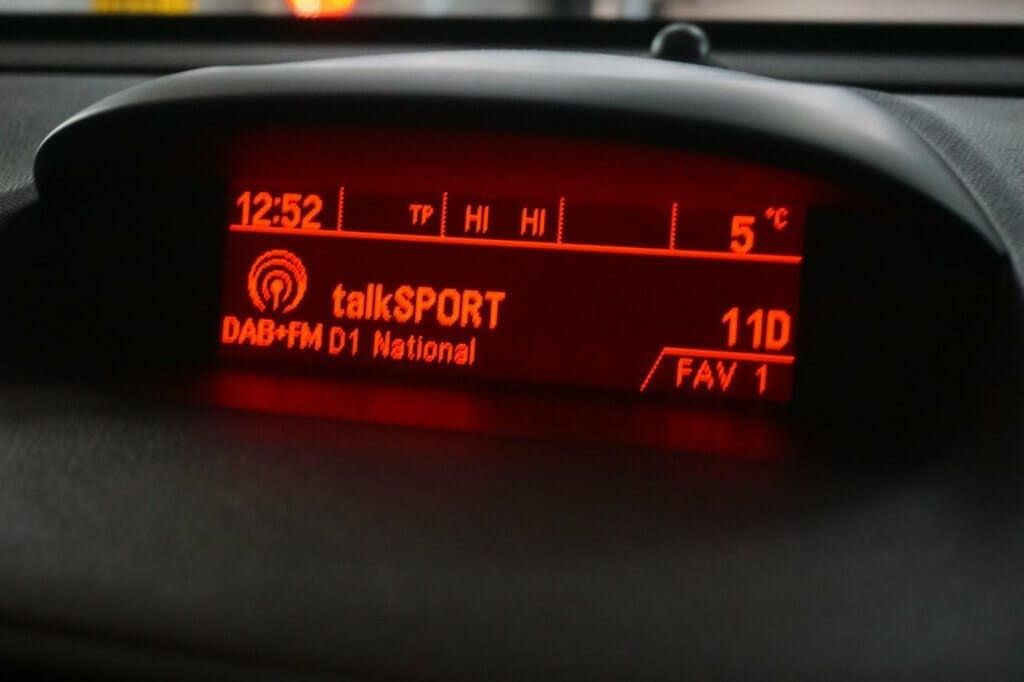 12:52 TP HI HI 5 °C
talkSPORT
11D
DAB+FM D1 National
FAV 1